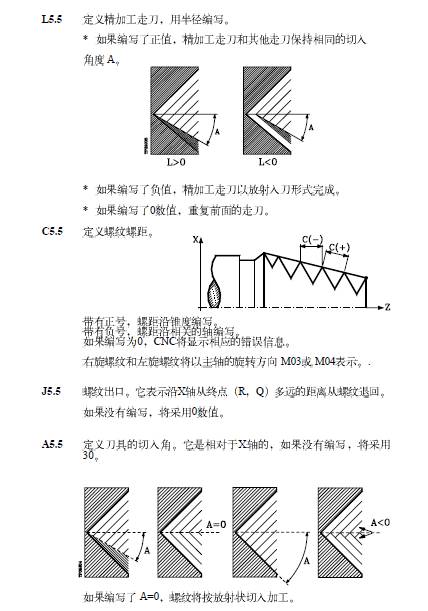 L5.5 定义精加工走刀，用半径编写。
* 如果编写了正值，精加工走刀和其他走刀保持相同的切入
角度 A。
A A
L>0 L<0
* 如果编写了负值，精加工走刀以放射入刀形式完成。
* 如果编写了0数值，重复前面的走刀。
C5.5 定义螺纹螺距。
X C(-) C(+)
Z
带有正号，螺距沿锥度编写。
带有负号，螺距沿相关的轴编写。
如果编写为0，CNC将显示相应的错误信息。
右旋螺纹和左旋螺纹将以主轴的旋转方向 M03或 M04表示。.
J5.5 螺纹出口。它表示沿X轴从终点（R，Q）多远的距离从螺纹退回。
如果没有编写，将采用0数值。
A5.5 定义刀具的切入角。它是相对于X轴的，如果没有编写，将采用
30。
A A=0 A A<0
如果编写了 A=0，螺纹将按放射状切入加工。